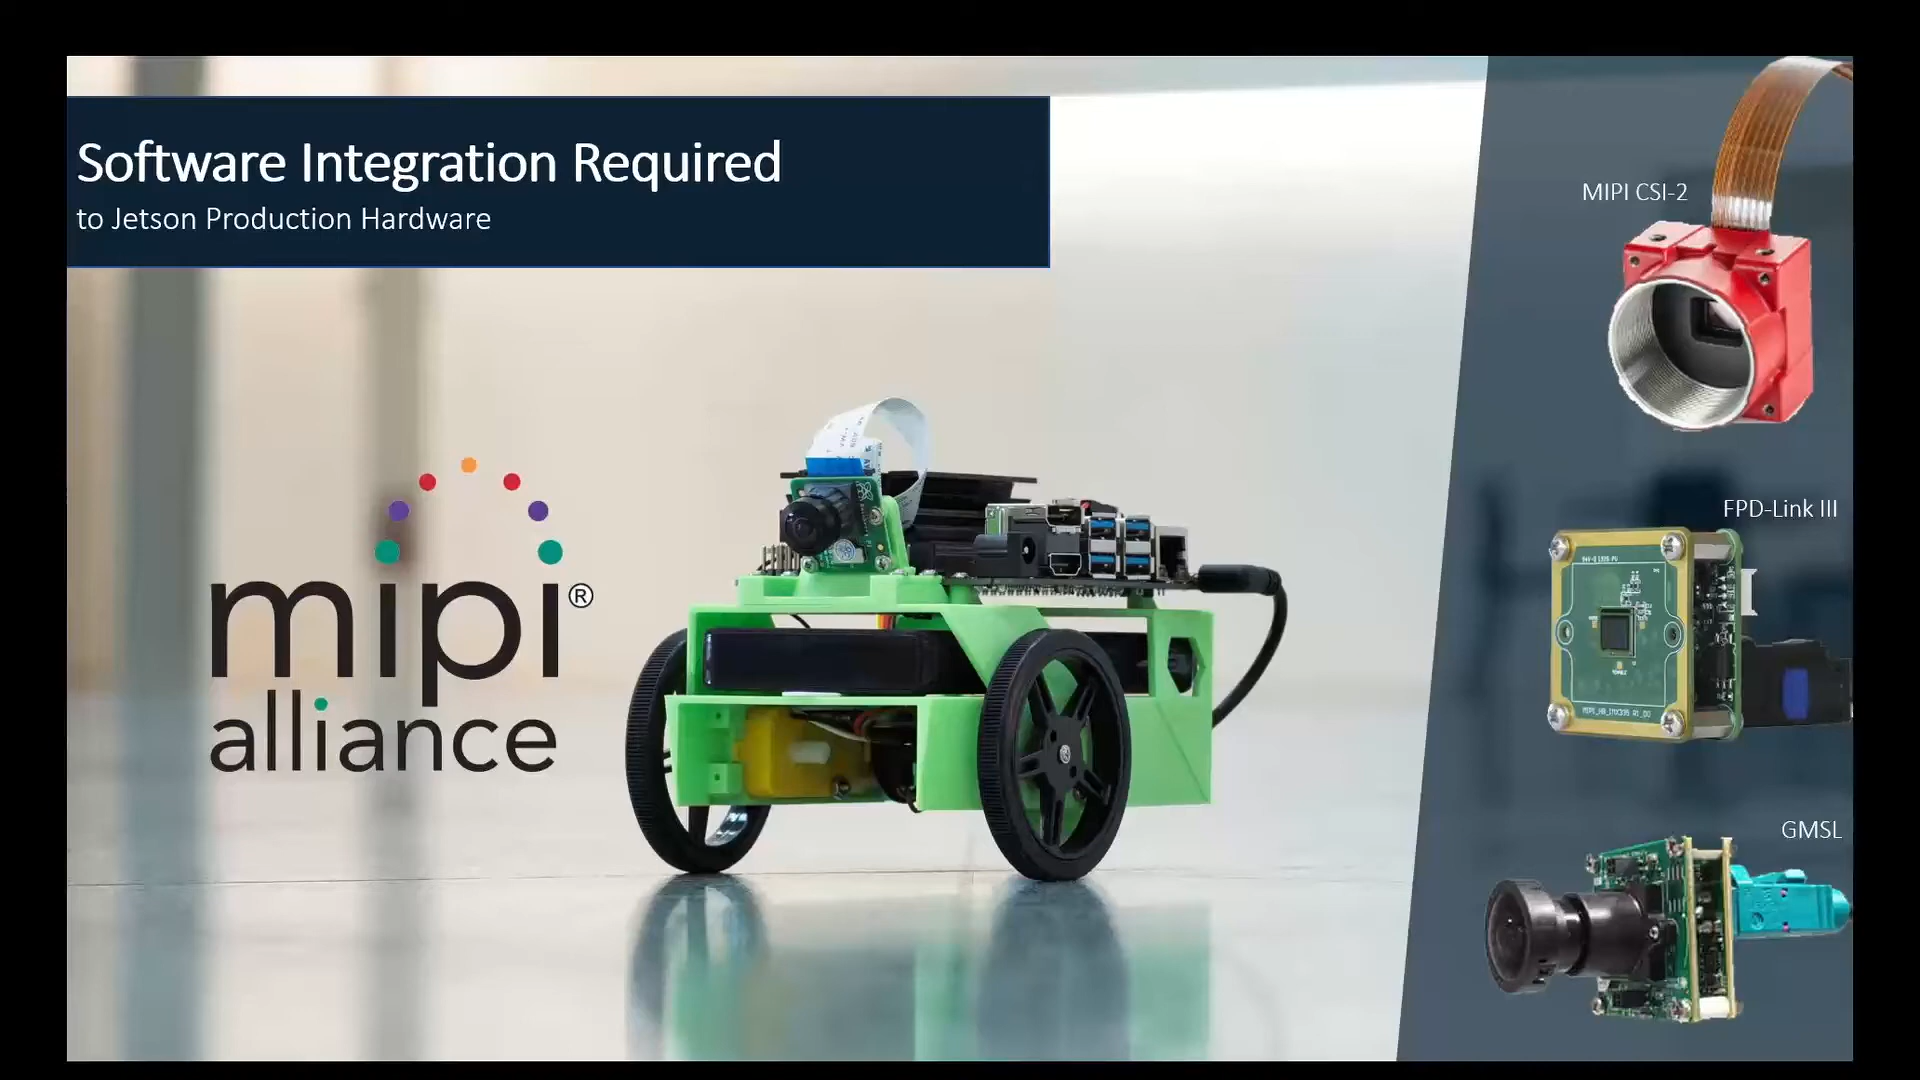 Software Integration Required
to Jetson Production Hardware
mipi®
alliance
MIPI CSI-2
FPD-Link III
GMSL